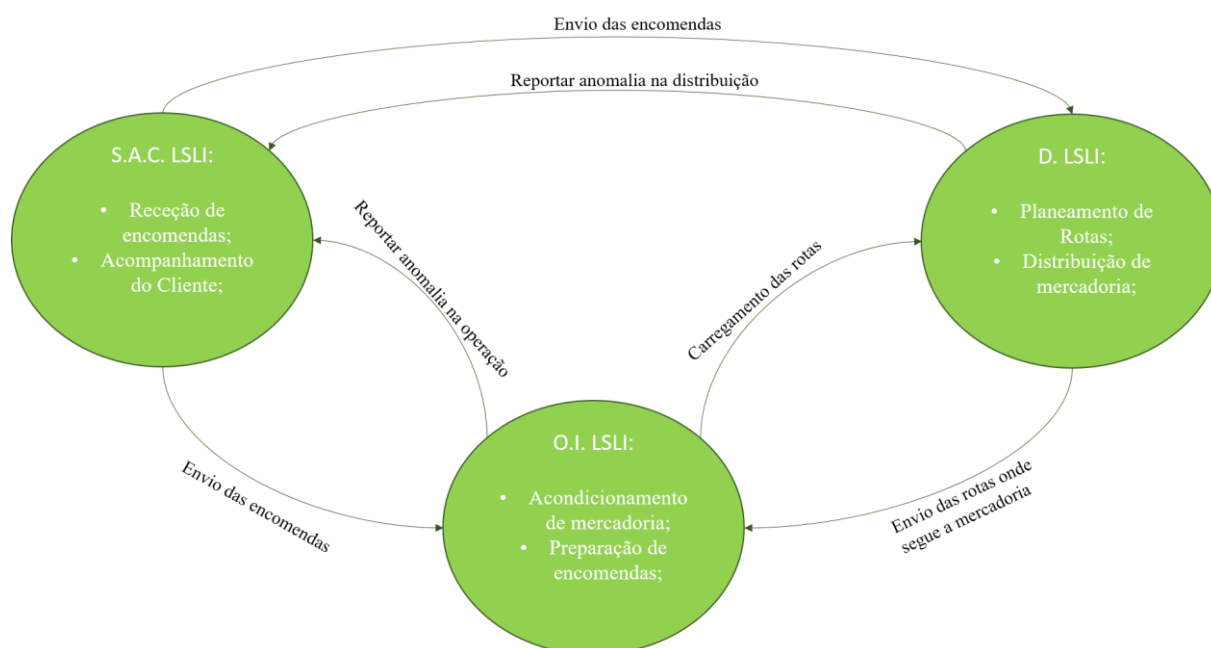 Envio das encomendas
Reportar anomalia na distribuição
S.A.C. LSLI:
• Receção de
encomendas;
• Acompanhamento
do Cliente;
D. LSLI:
• Planeamento de
Rotas;
• Distribuição de
mercadoria;
Reportar anomalia na operação
Carregamento das rotas
O.I. LSLI:
• Acondicionamento
de mercadoria;
• Preparação de
encomendas;
Envio das encomendas
Envio das rotas onde
segue a mercadoria